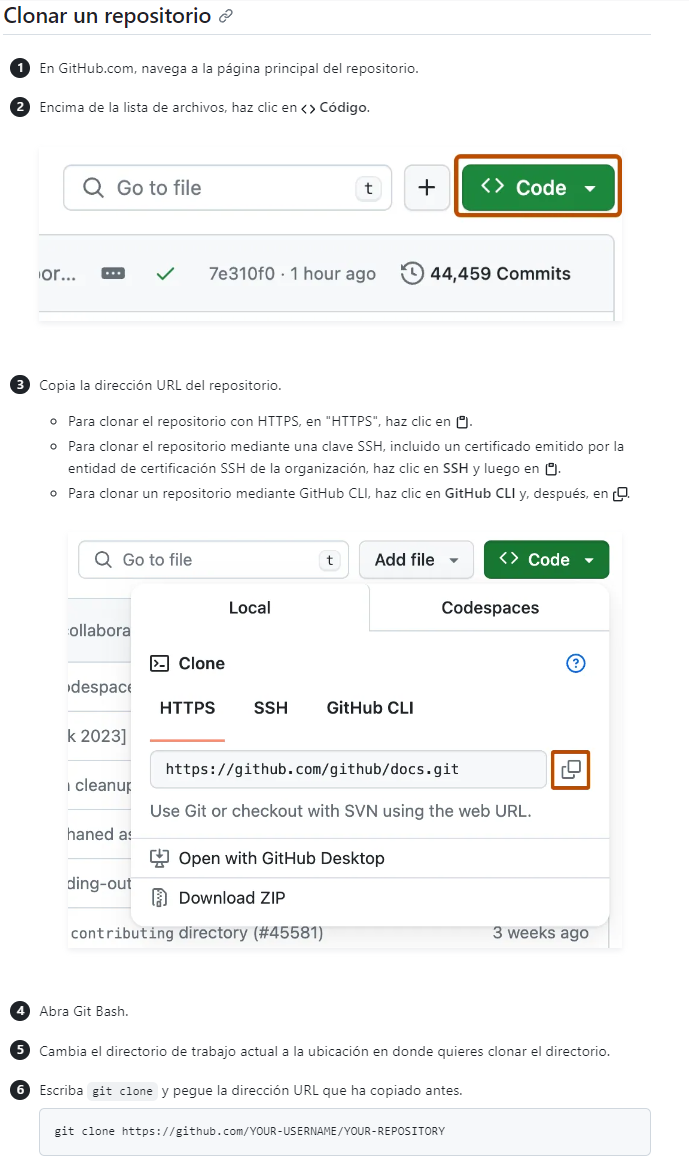 Clonar un repositorio
1 En GitHub.com, navega a la página principal del repositorio.
2 Encima de la lista de archivos, haz clic en <> Código.
Go to file t + <> Code
or... 7e310f0 · 1 hour ago 44,459 Commits
3 Copia la dirección URL del repositorio.
Para clonar el repositorio con HTTPS, en "HTTPS", haz clic en .
Para clonar el repositorio mediante una clave SSH, incluido un certificado emitido por la
entidad de certificación SSH de la organización, haz clic en SSH y luego en .
Para clonar un repositorio mediante GitHub CLI, haz clic en GitHub CLI y, después, en .
Go to file t Add file <> Code
Local Codespaces
ollabora
Clone
odespace
HTTPS SSH GitHub CLI
k 2023]
https://github.com/github/docs.git
n cleanup
Use Git or checkout with SVN using the web URL.
haned as
Open with GitHub Desktop
ding-out
Download ZIP
contributing directory (#45581) 3 weeks ago
4 Abra Git Bash.
5 Cambia el directorio de trabajo actual a la ubicación en donde quieres clonar el directorio.
6 Escriba git clone y pegue la dirección URL que ha copiado antes.
git clone https://github.com/YOUR-USERNAME/YOUR-REPOSITORY